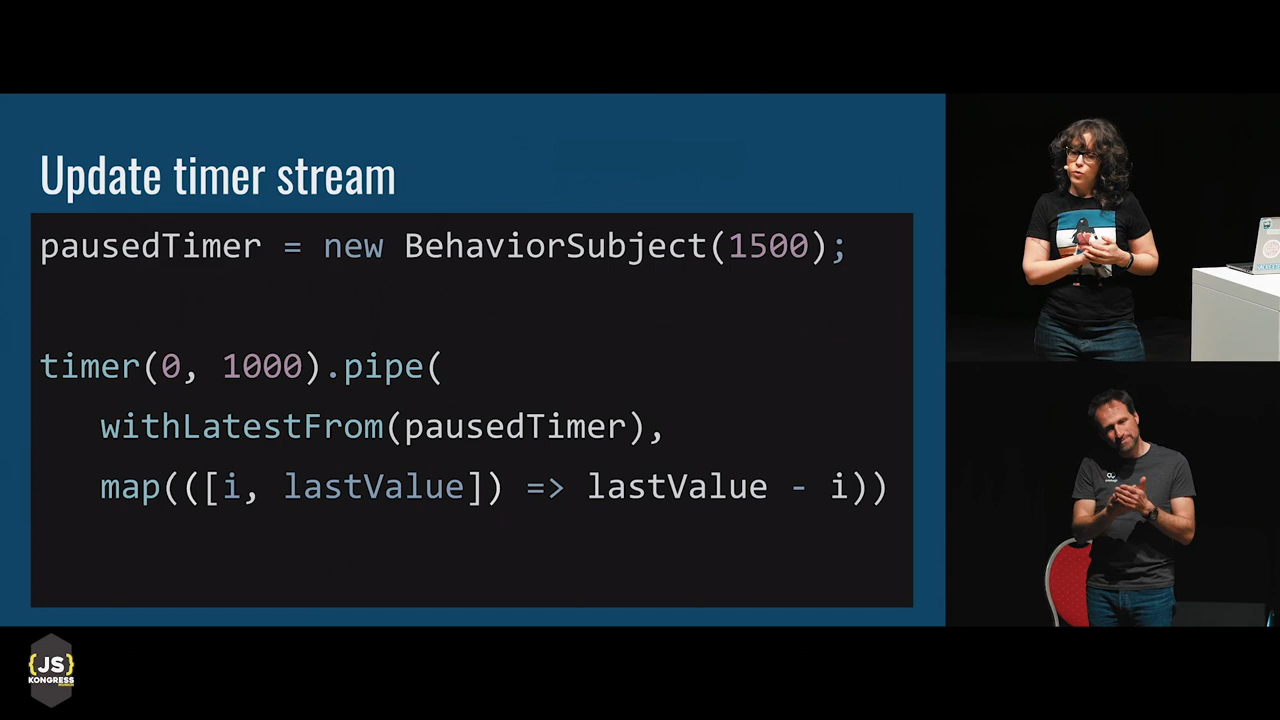 Update timer stream
pausedTimer = new BehaviorSubject(1500);
timer(0, 1000).pipe(
withLatestFrom(pausedTimer),
map(([i, lastValue]) => lastValue - i))
{JS}
KONGRESS